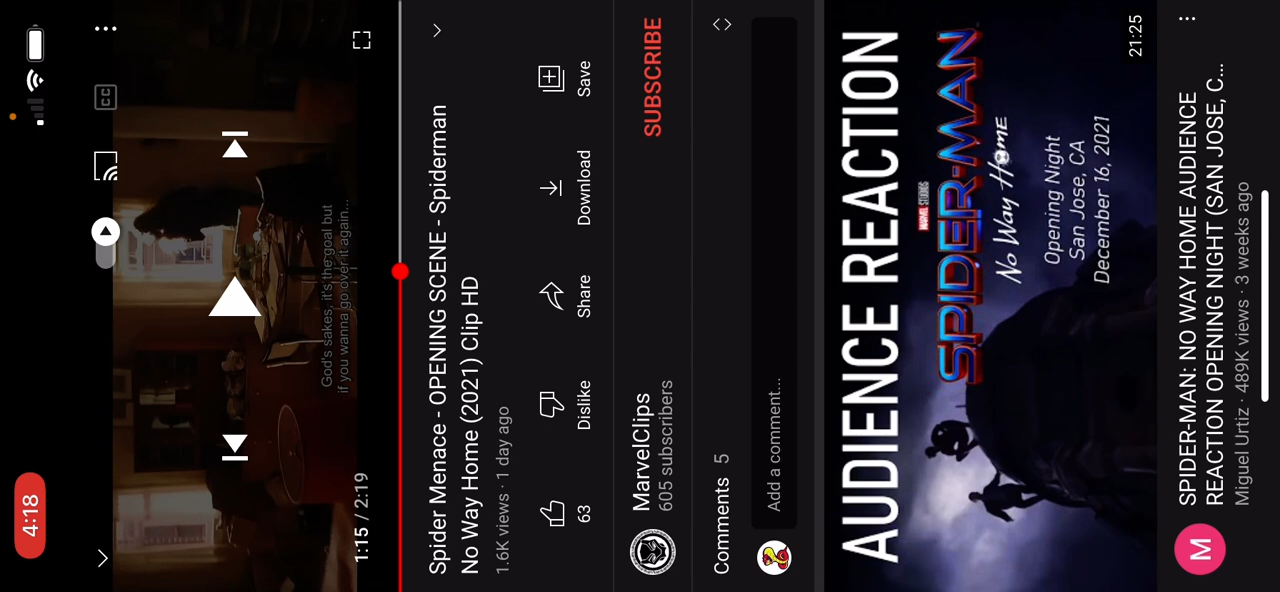 4:18
CC
God's sakes, it's the goal but
if you wanna go over it again...
1:15 / 2:19
Spider Menace - OPENING SCENE - Spiderman
No Way Home (2021) Clip HD
1.6K views · 1 day ago
63
Dislike
Share
Download
Save
MarvelClips
605 subscribers
SUBSCRIBE
Comments 5
Add a comment...
AUDIENCE REACTION
MARVEL STUDIOS
SPIDER-MAN
No Way Home
Opening Night
San Jose, CA
December 16, 2021
21:25
M
SPIDER-MAN: NO WAY HOME AUDIENCE
REACTION OPENING NIGHT (SAN JOSE, C...
Miguel Urtiz · 489K views · 3 weeks ago